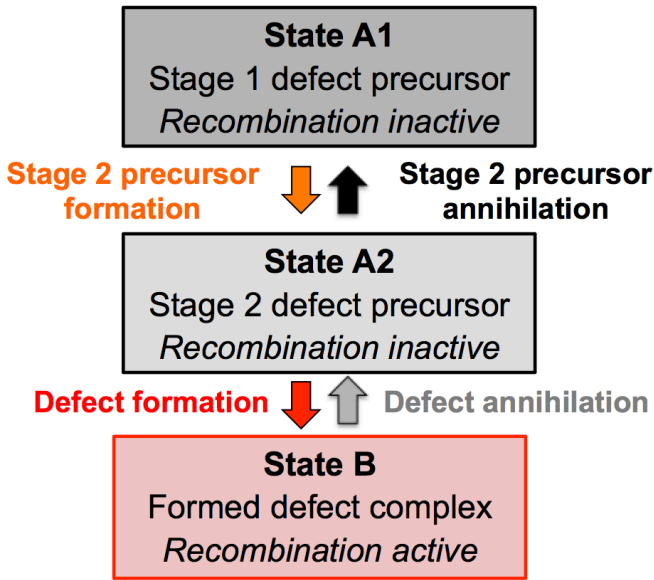 State A1
Stage 1 defect precursor
Recombination inactive
Stage 2 precursor
formation
Stage 2 precursor
annihilation
State A2
Stage 2 defect precursor
Recombination inactive
Defect formation
Defect annihilation
State B
Formed defect complex
Recombination active